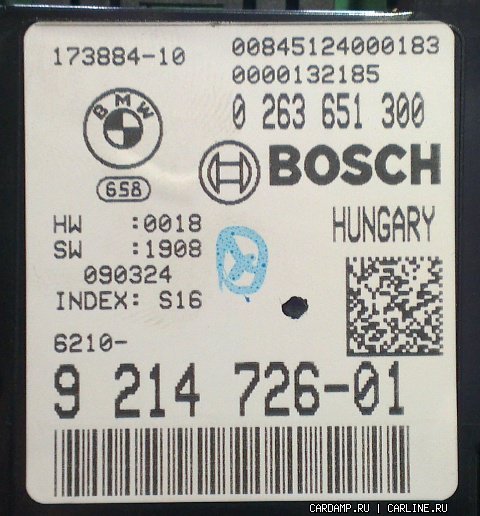 173884-10
00845124000183
0000132185
0 263 651 300
BMW
BOSCH
658
HW :0018
HUNGARY
SW :1908
090324
INDEX: S16
6210-
9 214 726-01
CARDAMP.RU | CARLINE.RU